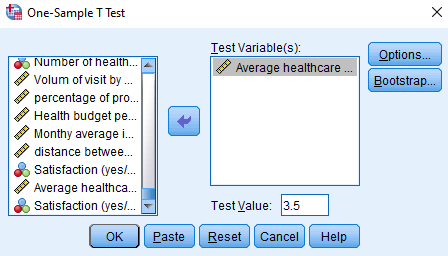 One-Sample T Test
Test Variable(s):
Number of health...
Volum of visit by ...
percentage of pro...
Health budget pe...
Monthy average i...
distance betwee...
Satisfaction (yes/...
Average healthca...
Satisfaction (yes/...
Average healthcare ...
Options...
Bootstrap...
Test Value: 3.5
OK Paste Reset Cancel Help